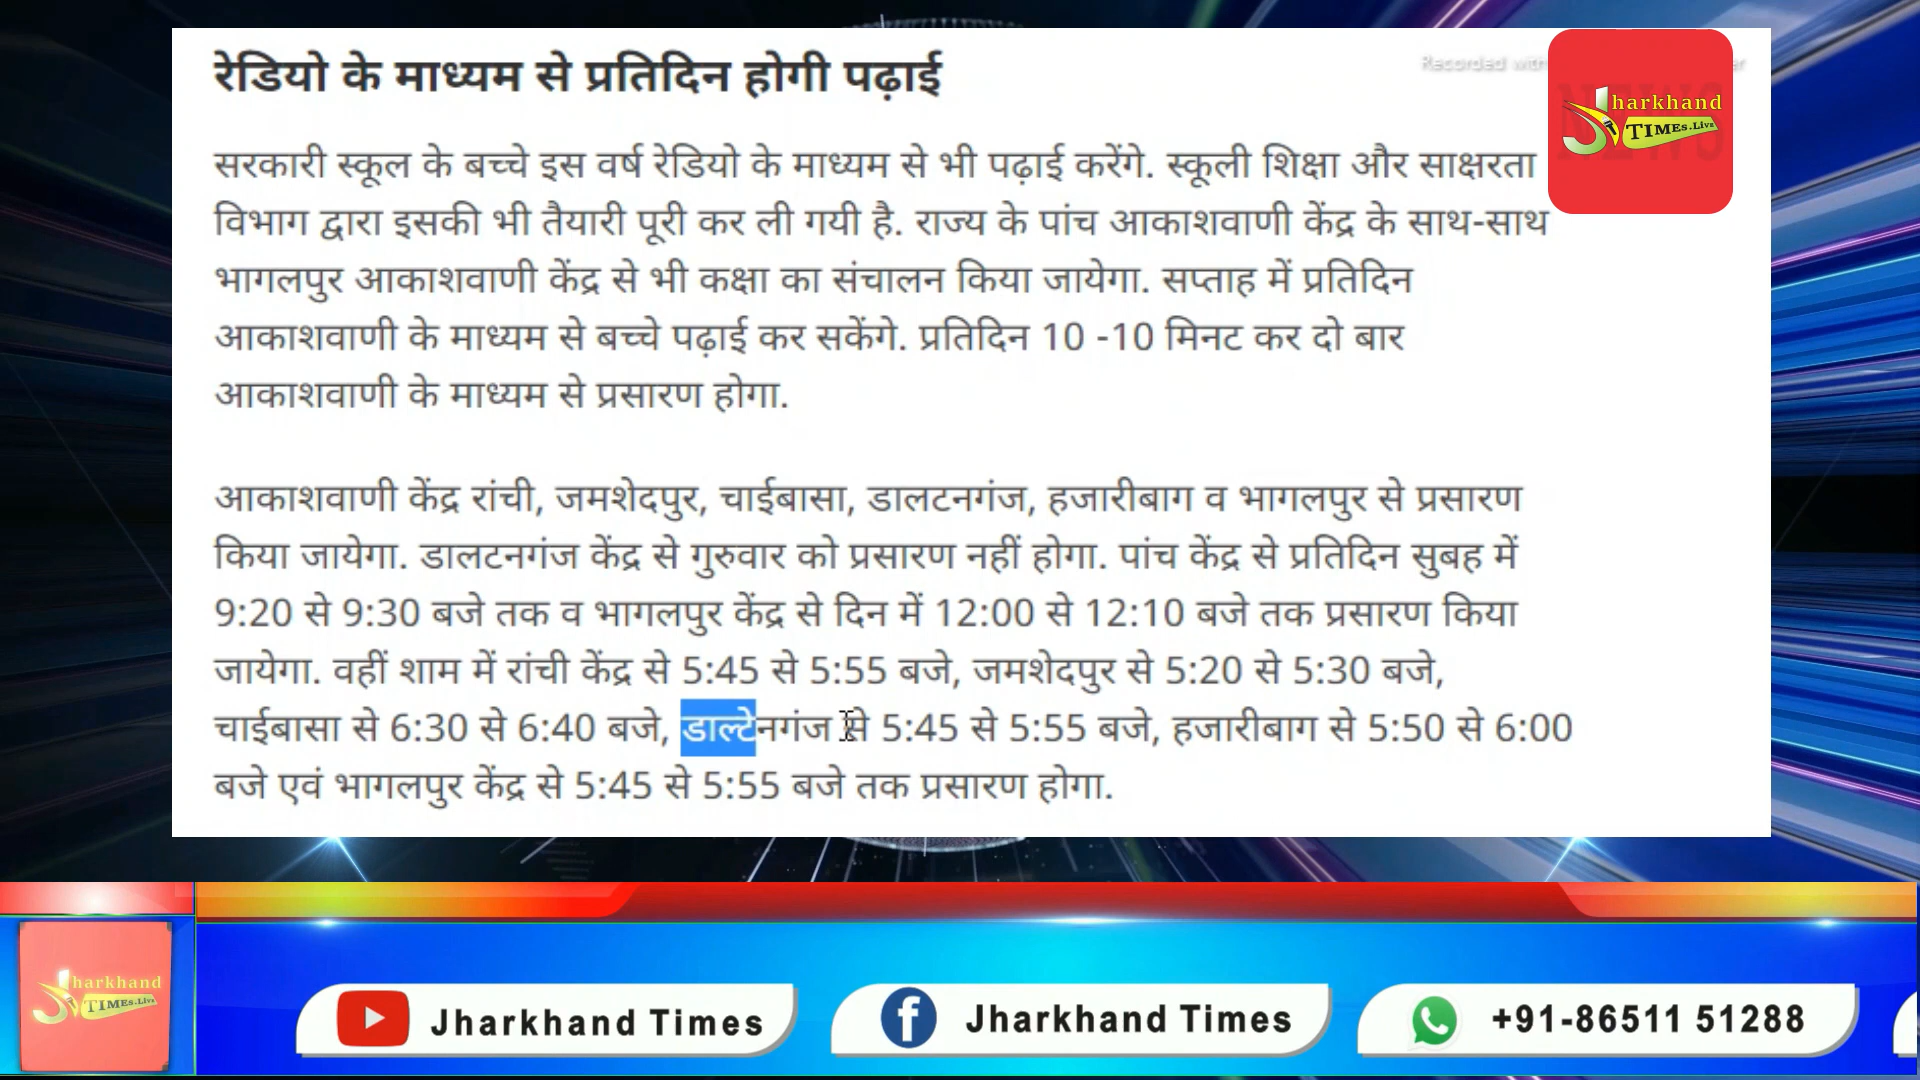 रेडियो के माध्यम से प्रतिदिन होगी पढ़ाई
Recorded with
er
Jharkhand
TIMES.Live
सरकारी स्कूल के बच्चे इस वर्ष रेडियो के माध्यम से भी पढ़ाई करेंगे. स्कूली शिक्षा और साक्षरता
विभाग द्वारा इसकी भी तैयारी पूरी कर ली गयी है. राज्य के पांच आकाशवाणी केंद्र के साथ-साथ
भागलपुर आकाशवाणी केंद्र से भी कक्षा का संचालन किया जायेगा. सप्ताह में प्रतिदिन
आकाशवाणी के माध्यम से बच्चे पढ़ाई कर सकेंगे. प्रतिदिन 10 -10 मिनट कर दो बार
आकाशवाणी के माध्यम से प्रसारण होगा.
आकाशवाणी केंद्र रांची, जमशेदपुर, चाईबासा, डालटनगंज, हजारीबाग व भागलपुर से प्रसारण
किया जायेगा. डालटनगंज केंद्र से गुरुवार को प्रसारण नहीं होगा. पांच केंद्र से प्रतिदिन सुबह में
9:20 से 9:30 बजे तक व भागलपुर केंद्र से दिन में 12:00 से 12:10 बजे तक प्रसारण किया
जायेगा. वहीं शाम में रांची केंद्र से 5:45 से 5:55 बजे, जमशेदपुर से 5:20 से 5:30 बजे,
चाईबासा से 6:30 से 6:40 बजे, डाल्टेनगंज से 5:45 से 5:55 बजे, हजारीबाग से 5:50 से 6:00
बजे एवं भागलपुर केंद्र से 5:45 से 5:55 बजे तक प्रसारण होगा.
Jharkhand
TIMES.Live
Jharkhand Times
Jharkhand Times
+91-86511 51288